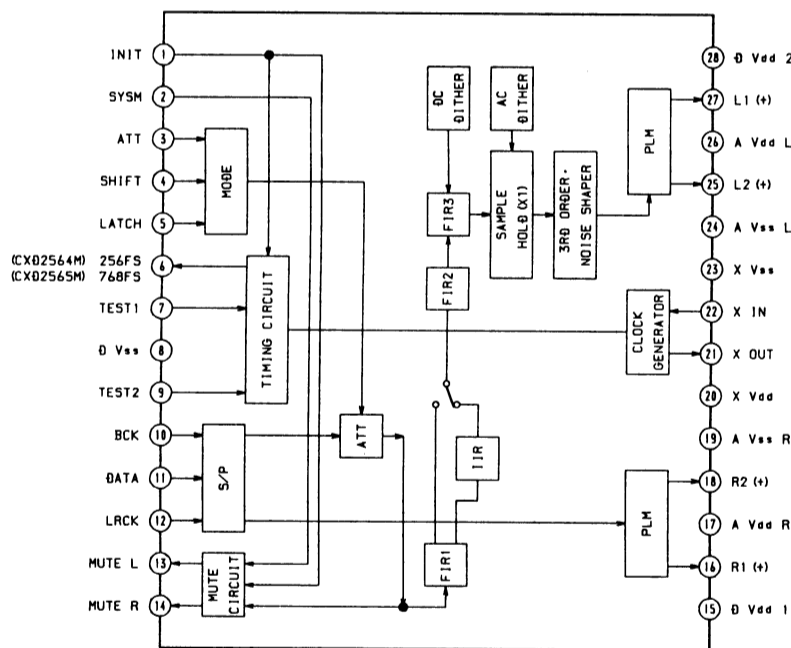 INIT 1
SYSM 2
ATT 3
SHIFT 4
LATCH 5
(CXD2564M) 256FS 6
(CXD2565M) 768FS
TEST1 7
D Vss 8
TEST2 9
BCK 10
DATA 11
LRCK 12
MUTE L 13
MUTE R 14
MODE
TIMING CIRCUIT
S/P
MUTE
CIRCUIT
ATT
DC
DITHER
AC
DITHER
FIR3
FIR2
SAMPLE
HOLD(X1)
3RD ORDER·
NOISE SHAPER
IIR
FIR1
PLM
CLOCK
GENERATOR
PLM
28 D Vdd 2
27 L1 (+)
26 A Vdd L
25 L2 (+)
24 A Vss L
23 X Vss
22 X IN
21 X OUT
20 X Vdd
19 A Vss R
18 R2 (+)
17 A Vdd R
16 R1 (+)
15 D Vdd 1